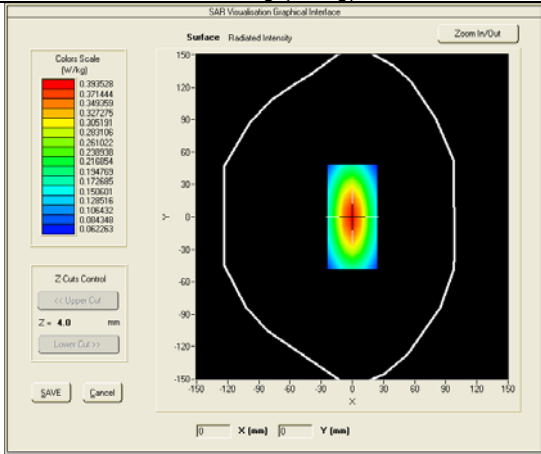 SAR Visualisation Graphical Interface
Surface Radiated Intensity
Zoom In/Out
Colors Scale
(W/kg)
0.393528
0.371444
0.349359
0.327275
0.305191
0.283106
0.261022
0.238938
0.216854
0.194769
0.172685
0.150601
0.128516
0.106432
0.084348
0.062263
150
120
90
60
30
0
-30
-60
-90
-120
-150
Y
-150 -120 -90 -60 -30 0 30 60 90 120 150
X
Z Cuts Control
<< Upper Cut
Z = 4.0 mm
Lower Cut >>
SAVE Cancel
0 X (mm) 0 Y (mm)